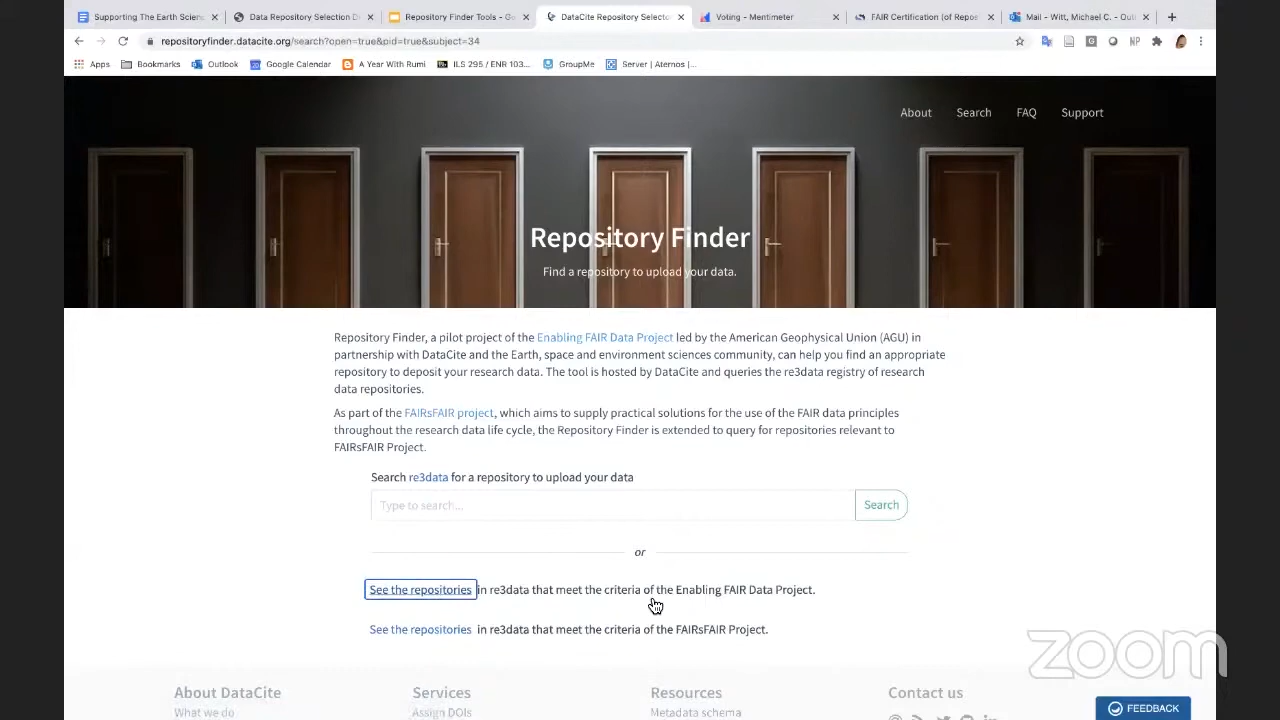 Supporting The Earth Scienc
Data Repository Selection D
Repository Finder Tools - Go
DataCite Repository Selecto
Voting - Mentimeter
FAIR Certification (of Repos
Mail - Witt, Michael C. - Outl
repositoryfinder.datacite.org/search?open=true&pid=true&subject=34
Apps
Bookmarks
Outlook
Google Calendar
A Year With Rumi
ILS 295 / ENR 103...
GroupMe
Server | Aternos |...
About
Search
FAQ
Support
Repository Finder
Find a repository to upload your data.
Repository Finder, a pilot project of the Enabling FAIR Data Project led by the American Geophysical Union (AGU) in
partnership with DataCite and the Earth, space and environment sciences community, can help you find an appropriate
repository to deposit your research data. The tool is hosted by DataCite and queries the re3data registry of research
data repositories.
As part of the FAIRsFAIR project, which aims to supply practical solutions for the use of the FAIR data principles
throughout the research data life cycle, the Repository Finder is extended to query for repositories relevant to
FAIRsFAIR Project.
Search re3data for a repository to upload your data
Type to search...
Search
or
See the repositories in re3data that meet the criteria of the Enabling FAIR Data Project.
See the repositories in re3data that meet the criteria of the FAIRsFAIR Project.
zoom
About DataCite
Services
Resources
Contact us
What we do
Assign DOIs
Metadata schema
FEEDBACK